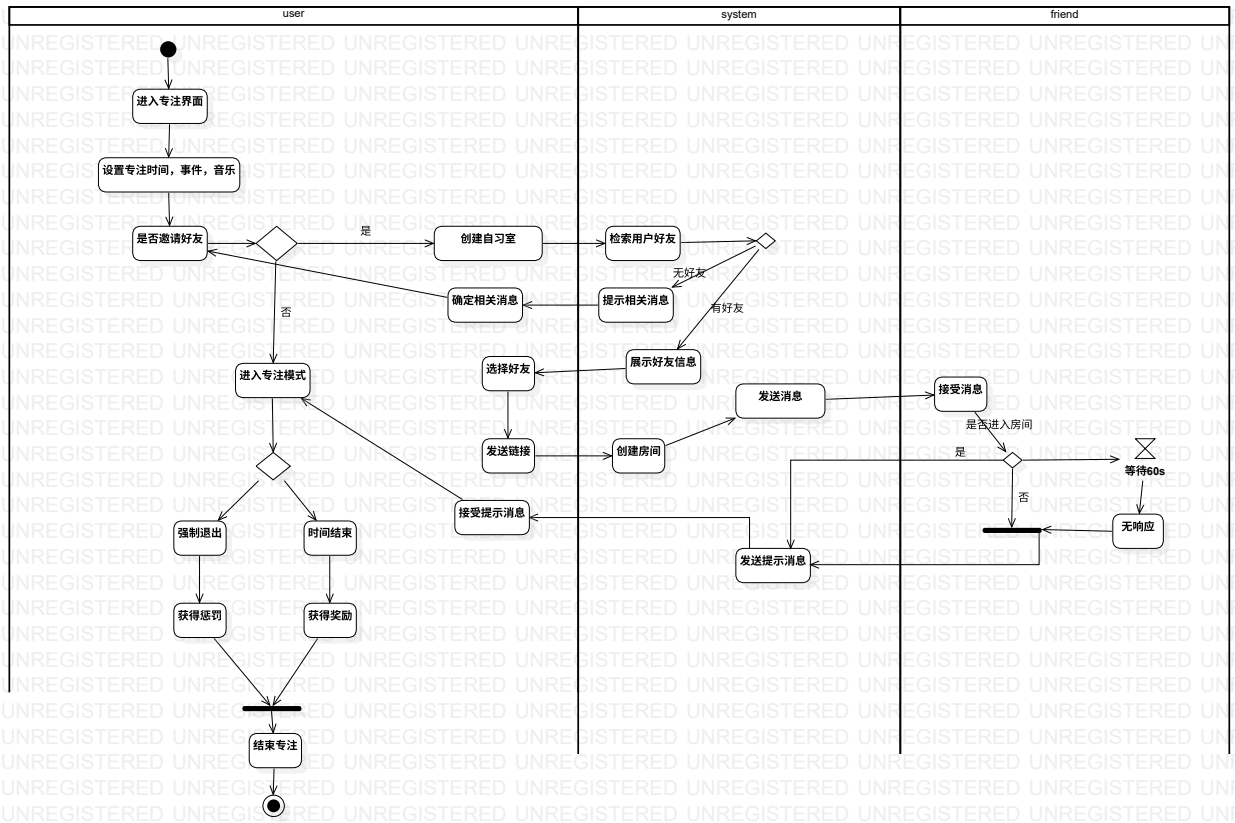 user
system
friend
进入专注界面
设置专注时间，事件，音乐
是否邀请好友
是
创建自习室
检索用户好友
无好友
确定相关消息
提示相关消息
有好友
否
进入专注模式
选择好友
展示好友信息
发送消息
接受消息
是否进入房间
发送链接
创建房间
是
等待60s
否
接受提示消息
强制退出
时间结束
无响应
发送提示消息
获得惩罚
获得奖励
结束专注
UNREGISTERED